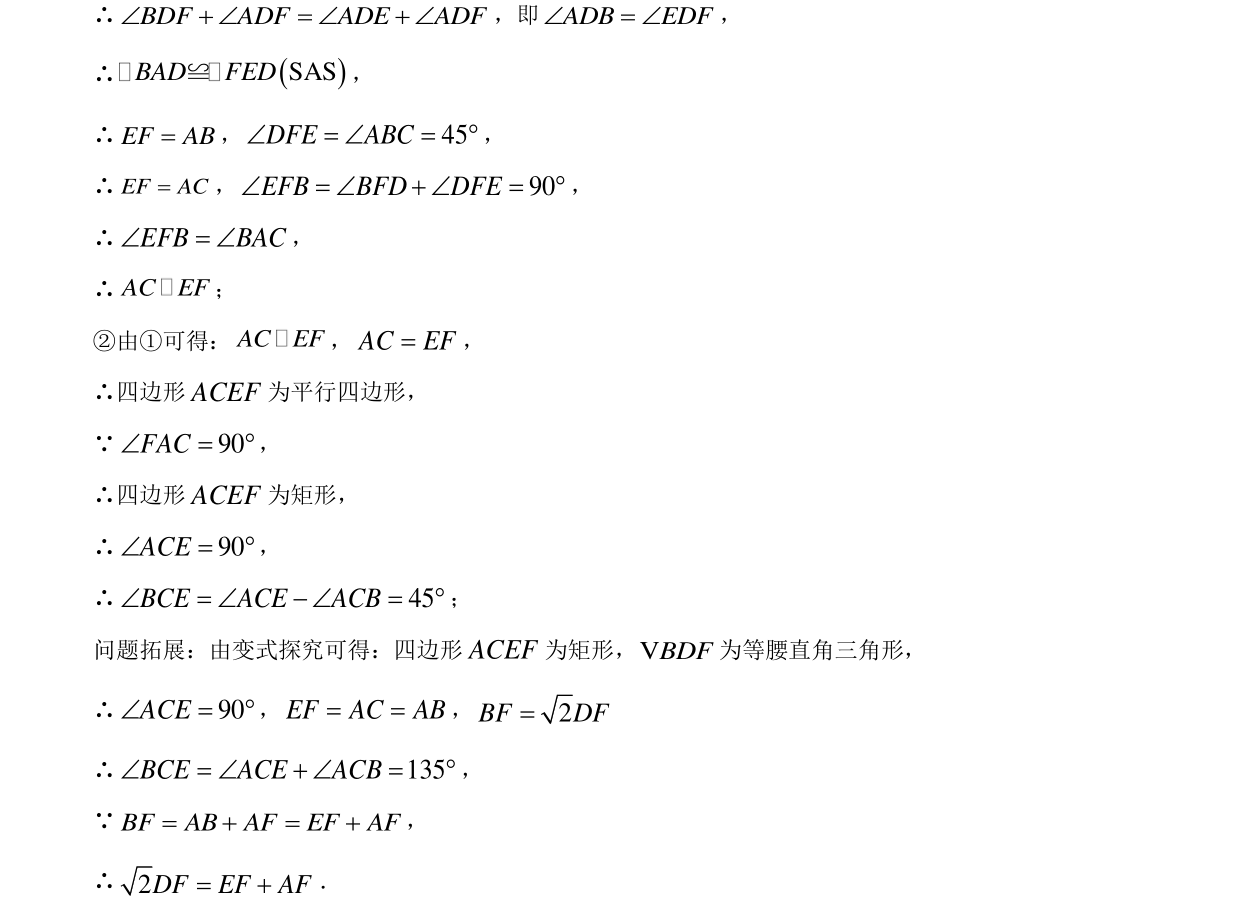 ∴ ∠BDF + ∠ADF = ∠ADE + ∠ADF，即 ∠ADB = ∠EDF，
∴ □BAD≌□FED(SAS)，
∴ EF = AB，∠DFE = ∠ABC = 45°，
∴ EF = AC，∠EFB = ∠BFD + ∠DFE = 90°，
∴ ∠EFB = ∠BAC，
∴ AC□EF；
②由①可得：AC□EF，AC = EF，
∴四边形 ACEF 为平行四边形，
∵ ∠FAC = 90°，
∴四边形 ACEF 为矩形，
∴ ∠ACE = 90°，
∴ ∠BCE = ∠ACE − ∠ACB = 45°；
问题拓展：由变式探究可得：四边形 ACEF 为矩形，VBDF 为等腰直角三角形，
∴ ∠ACE = 90°，EF = AC = AB，BF = √2DF
∴ ∠BCE = ∠ACE + ∠ACB = 135°，
∵ BF = AB + AF = EF + AF，
∴ √2DF = EF + AF．